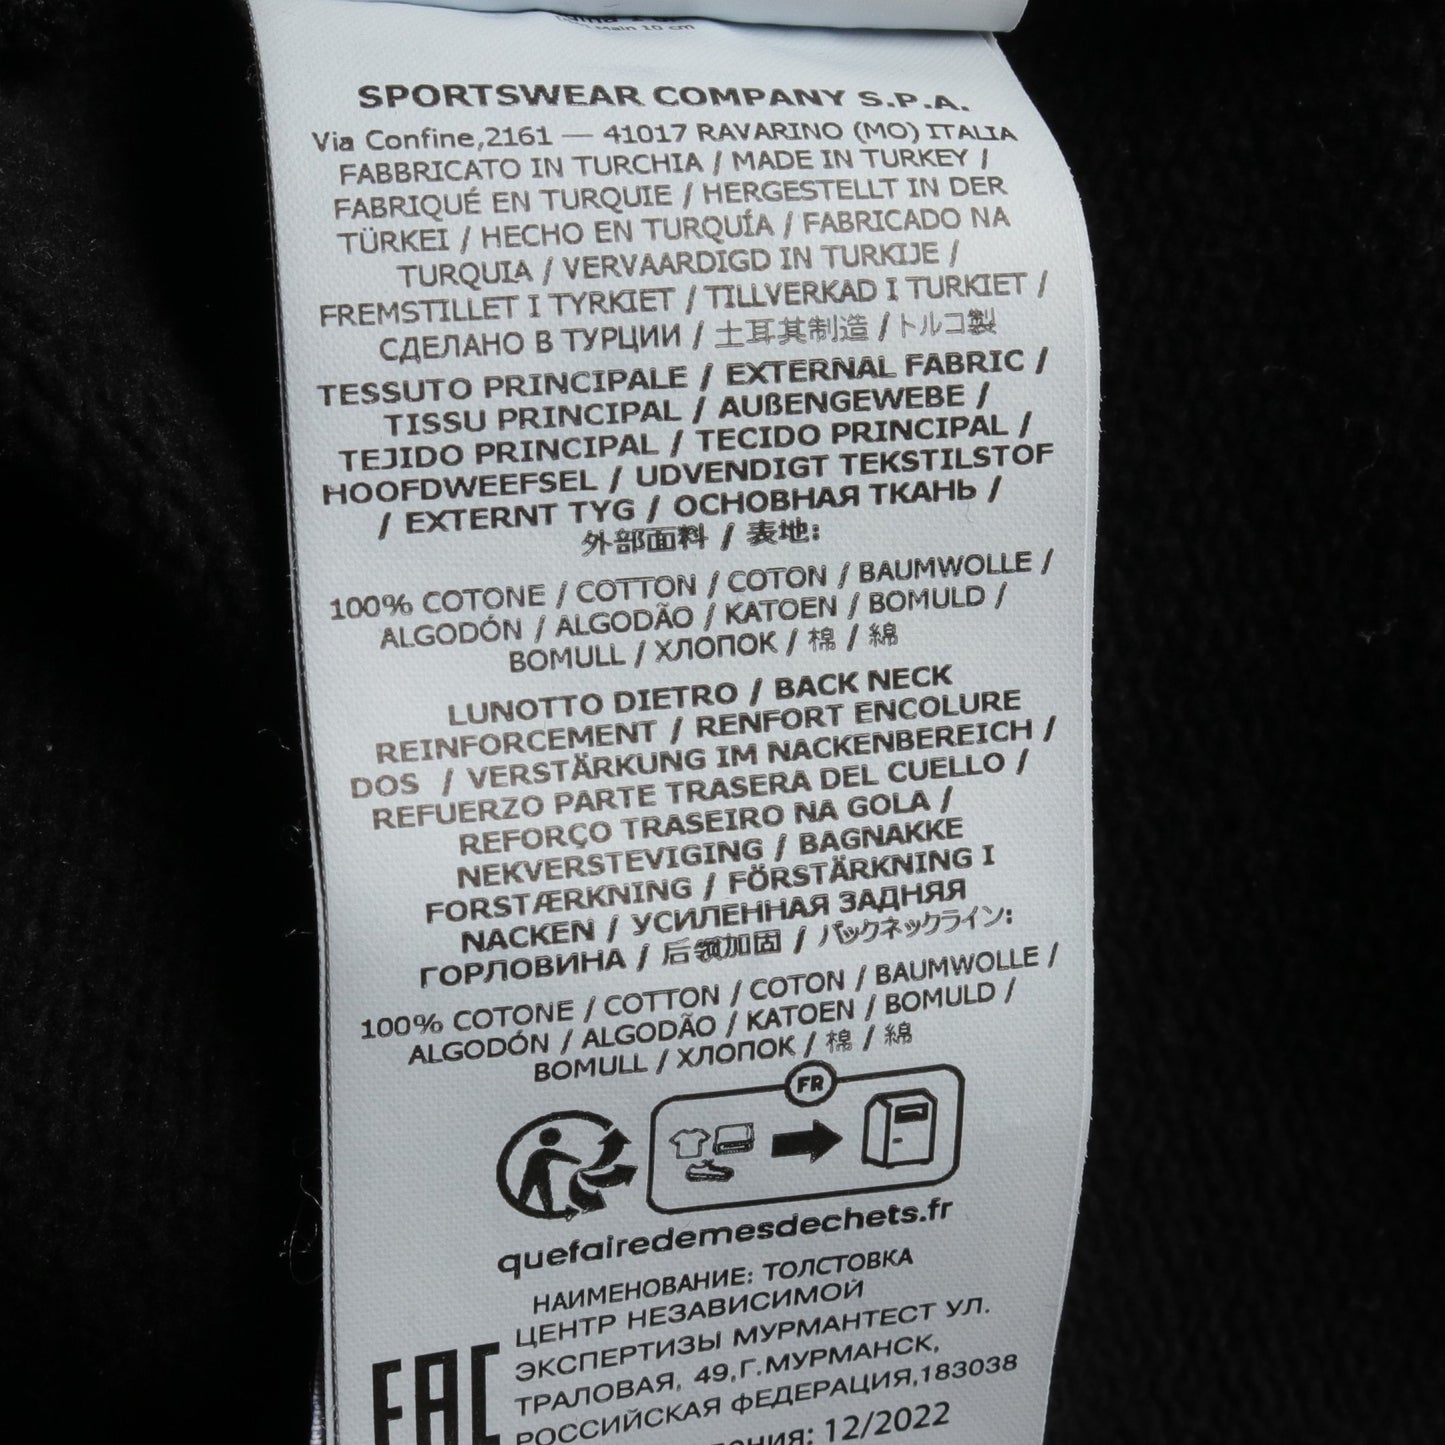 Main 10 cm
SPORTSWEAR COMPANY S.P.A.
Via Confine,2161 — 41017 RAVARINO (MO) ITALIA
FABBRICATO IN TURCHIA / MADE IN TURKEY /
FABRIQUÉ EN TURQUIE / HERGESTELLT IN DER
TÜRKEI / HECHO EN TURQUÍA / FABRICADO NA
TURQUIA / VERVAARDIGD IN TURKIJE /
FREMSTILLET I TYRKIET / TILLVERKAD I TURKIET /
СДЕЛАНО В ТУРЦИИ / 土耳其制造 / トルコ製
TESSUTO PRINCIPALE / EXTERNAL FABRIC /
TISSU PRINCIPAL / AUßENGEWEBE /
TEJIDO PRINCIPAL / TECIDO PRINCIPAL /
HOOFDWEEFSEL / UDVENDIGT TEKSTILSTOF
/ EXTERNT TYG / ОСНОВНАЯ ТКАНЬ /
外部面料 / 表地:
100% COTONE / COTTON / COTON / BAUMWOLLE /
ALGODÓN / ALGODÃO / KATOEN / BOMULD /
BOMULL / ХЛОПОК / 棉 / 綿
LUNOTTO DIETRO / BACK NECK
REINFORCEMENT / RENFORT ENCOLURE
DOS / VERSTÄRKUNG IM NACKENBEREICH /
REFUERZO PARTE TRASERA DEL CUELLO /
REFORÇO TRASEIRO NA GOLA /
NEKVERSTEVIGING / BAGNAKKE
FORSTÆRKNING / FÖRSTÄRKNING I
NACKEN / УСИЛЕННАЯ ЗАДНЯЯ
ГОРЛОВИНА / 后领加固 / バックネックライン:
100% COTONE / COTTON / COTON / BAUMWOLLE /
ALGODÓN / ALGODÃO / KATOEN / BOMULD /
BOMULL / ХЛОПОК / 棉 / 綿
FR
quefairedemesdechets.fr
НАИМЕНОВАНИЕ: ТОЛСТОВКА
ЦЕНТР НЕЗАВИСИМОЙ
ЭКСПЕРТИЗЫ МУРМАНТЕСТ УЛ.
ТРАЛОВАЯ, 49,Г.МУРМАНСК,
РОССИЙСКАЯ ФЕДЕРАЦИЯ,183038
EAC
12/2022